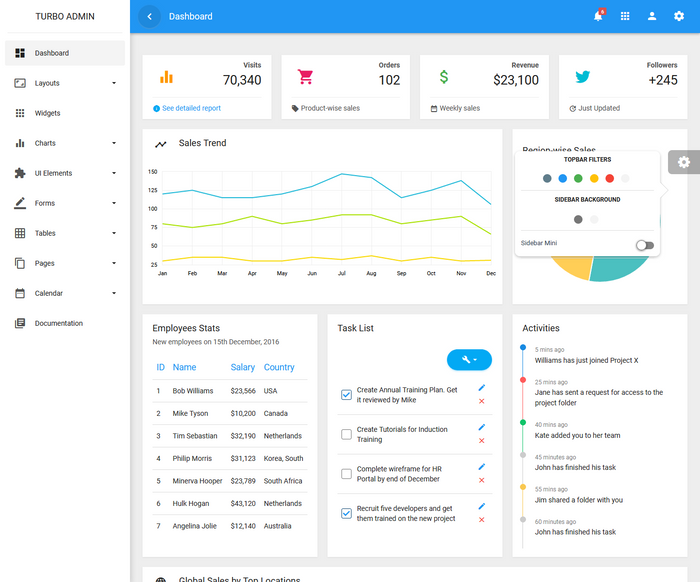 TURBO ADMIN
Dashboard
8
Dashboard
Layouts
Widgets
Charts
UI Elements
Forms
Tables
Pages
Calendar
Documentation
Visits
70,340
See detailed report
Orders
102
Product-wise sales
Revenue
$23,100
Weekly sales
Followers
+245
Just Updated
Sales Trend
150
125
100
75
50
25
Jan Feb Mar Apr May Jun Jul Aug Sep Oct Nov Dec
Region-wise Sales
TOPBAR FILTERS
SIDEBAR BACKGROUND
Sidebar Mini
Employees Stats
New employees on 15th December, 2016
ID Name Salary Country
1 Bob Williams $23,566 USA
2 Mike Tyson $10,200 Canada
3 Tim Sebastian $32,190 Netherlands
4 Philip Morris $31,123 Korea, South
5 Minerva Hooper $23,789 South Africa
6 Hulk Hogan $43,120 Netherlands
7 Angelina Jolie $12,140 Australia
Task List
Create Annual Training Plan. Get
it reviewed by Mike
Create Tutorials for Induction
Training
Complete wireframe for HR
Portal by end of December
Recruit five developers and get
them trained on the new project
Activities
5 mins ago
Williams has just joined Project X
25 mins ago
Jane has sent a request for access to the
project folder
40 mins ago
Kate added you to her team
45 minutes ago
John has finished his task
55 mins ago
Jim shared a folder with you
60 minutes ago
John has finished his task
Global Sales by Top Locations